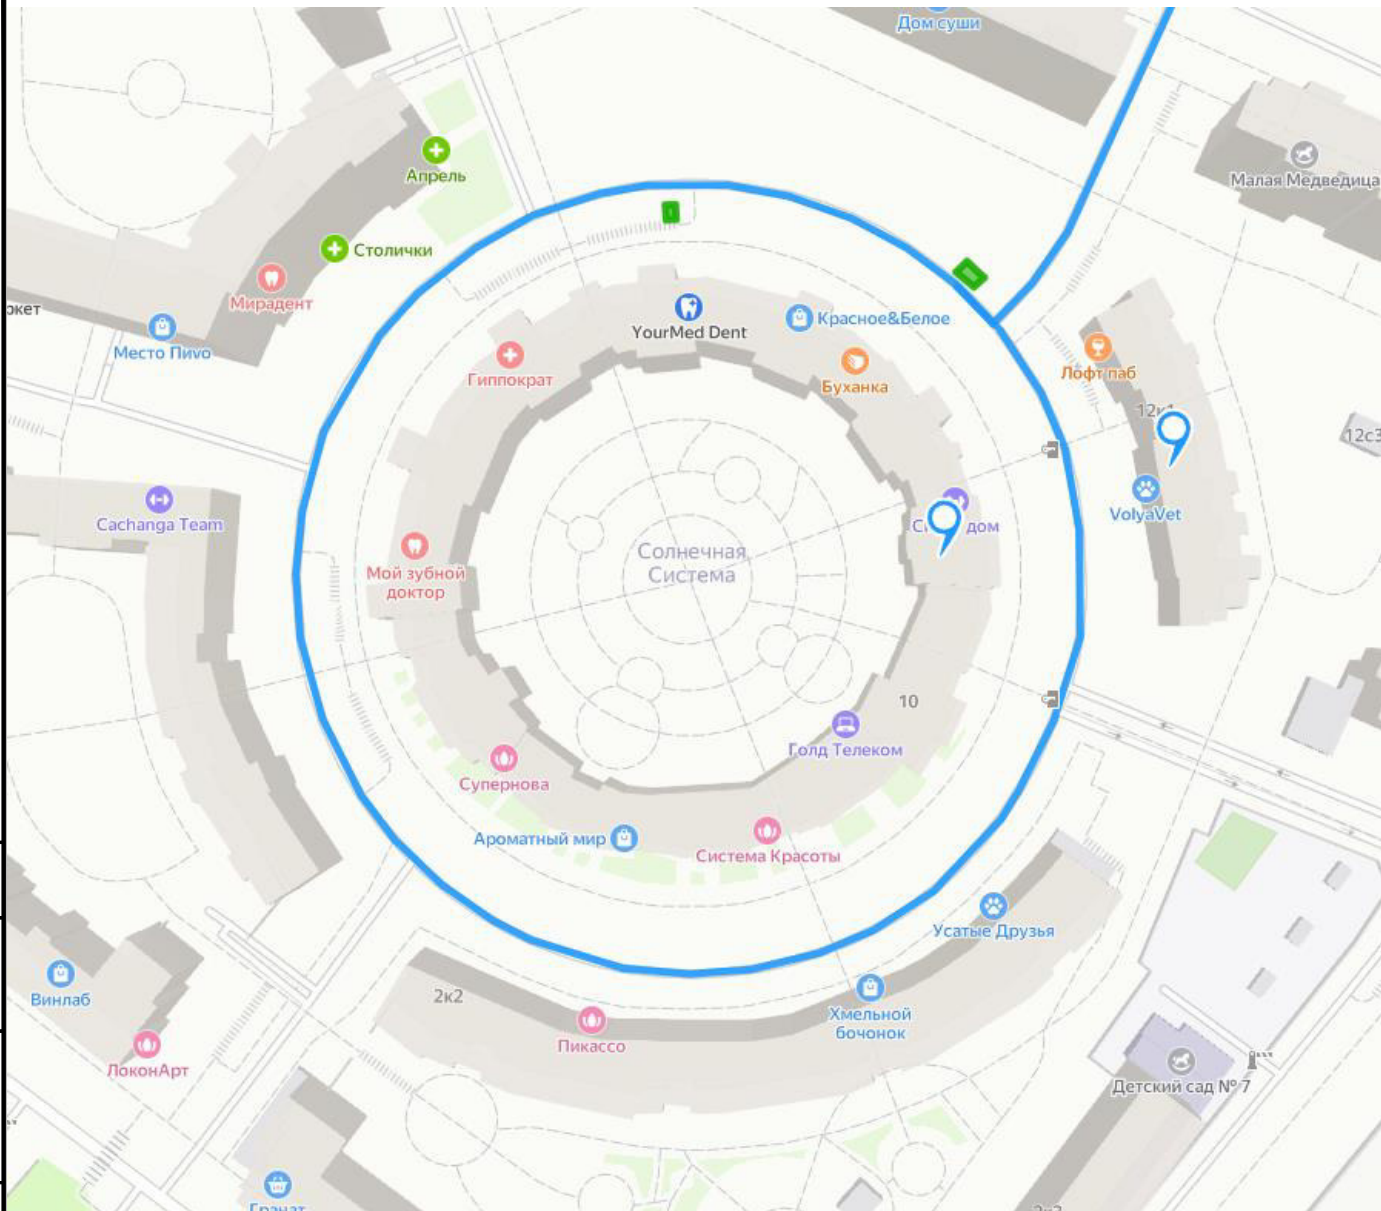 Дом суши
Малая Медведица
Апрель
Столички
Мирадент
Место Пиvо
YourMed Dent
Красное&Белое
Гиппократ
Буханка
Лофт паб
12с3
Cachanga Team
VolyaVet
дом
Солнечная
Система
Мой зубной
доктор
10
Голд Телеком
Супернова
Ароматный мир
Система Красоты
Усатые Друзья
Винлаб
2к2
Хмельной
бочонок
Пикассо
ЛоконАрт
Детский сад № 7
Гранат